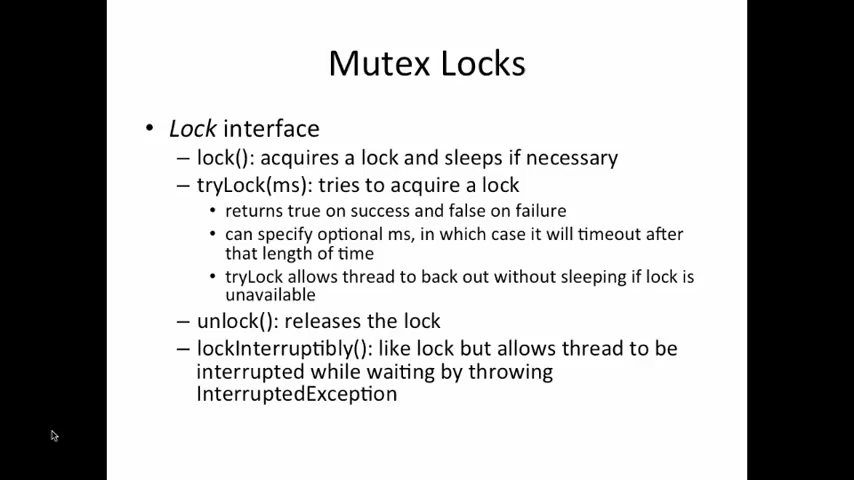 Mutex Locks
• Lock interface
– lock(): acquires a lock and sleeps if necessary
– tryLock(ms): tries to acquire a lock
• returns true on success and false on failure
• can specify optional ms, in which case it will timeout after
that length of time
• tryLock allows thread to back out without sleeping if lock is
unavailable
– unlock(): releases the lock
– lockInterruptibly(): like lock but allows thread to be
interrupted while waiting by throwing
InterruptedException